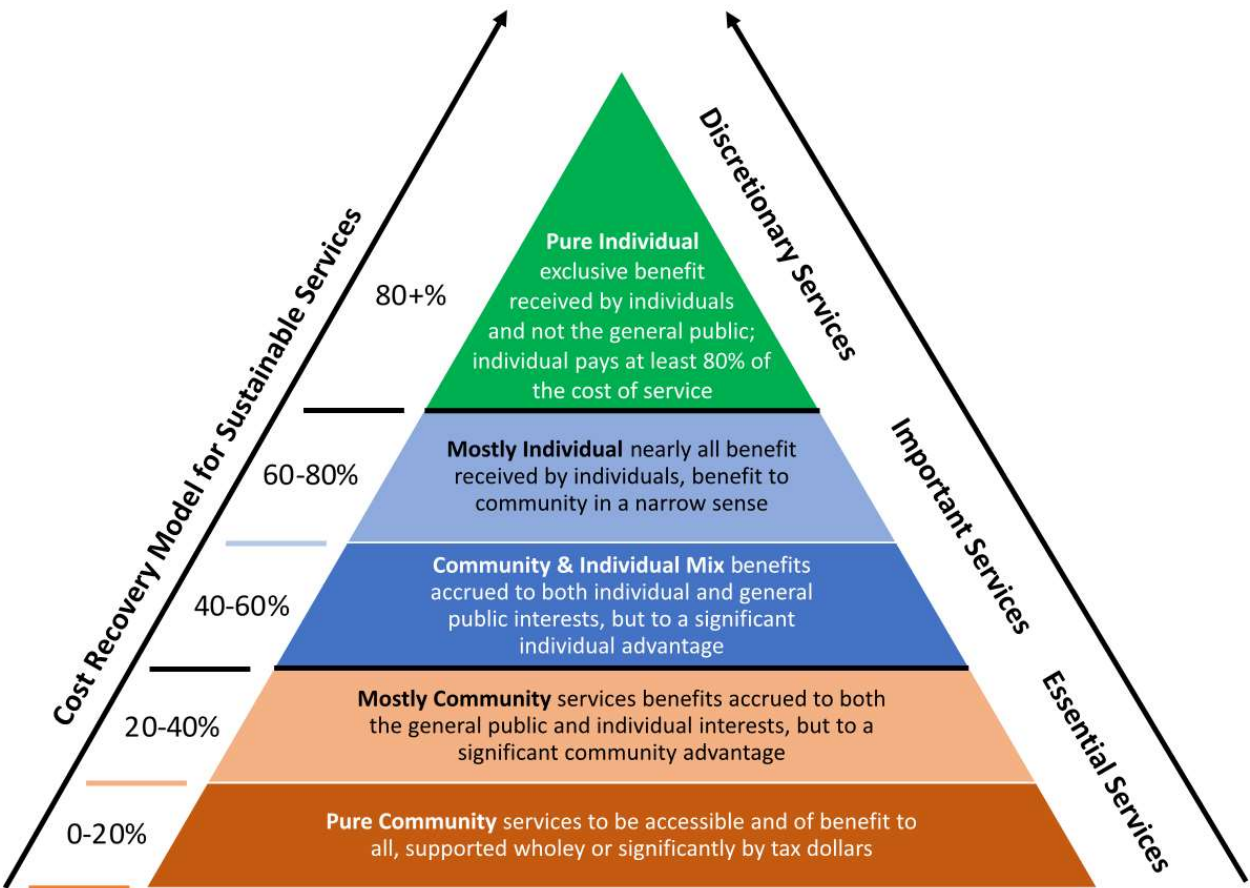 Cost Recovery Model for Sustainable Services
Discretionary Services
Important Services
Essential Services
80+%
Pure Individual
exclusive benefit
received by individuals
and not the general public;
individual pays at least 80% of
the cost of service
60-80%
Mostly Individual nearly all benefit
received by individuals, benefit to
community in a narrow sense
40-60%
Community & Individual Mix benefits
accrued to both individual and general
public interests, but to a significant
individual advantage
20-40%
Mostly Community services benefits accrued to both
the general public and individual interests, but to a
significant community advantage
0-20%
Pure Community services to be accessible and of benefit to
all, supported wholey or significantly by tax dollars